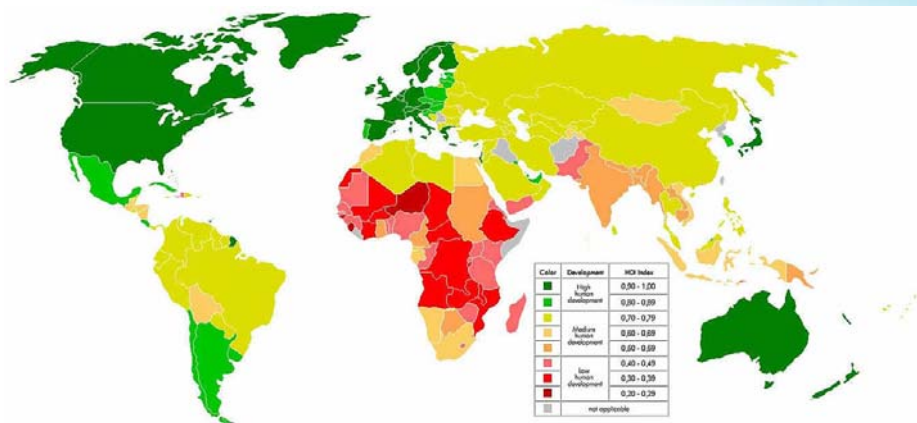 Color Development HDI Index
High human development
0,90 - 1,00
0,80 - 0,89
Medium human development
0,70 - 0,79
0,60 - 0,69
0,50 - 0,59
Low human development
0,40 - 0,49
0,30 - 0,39
0,20 - 0,29
not applicable